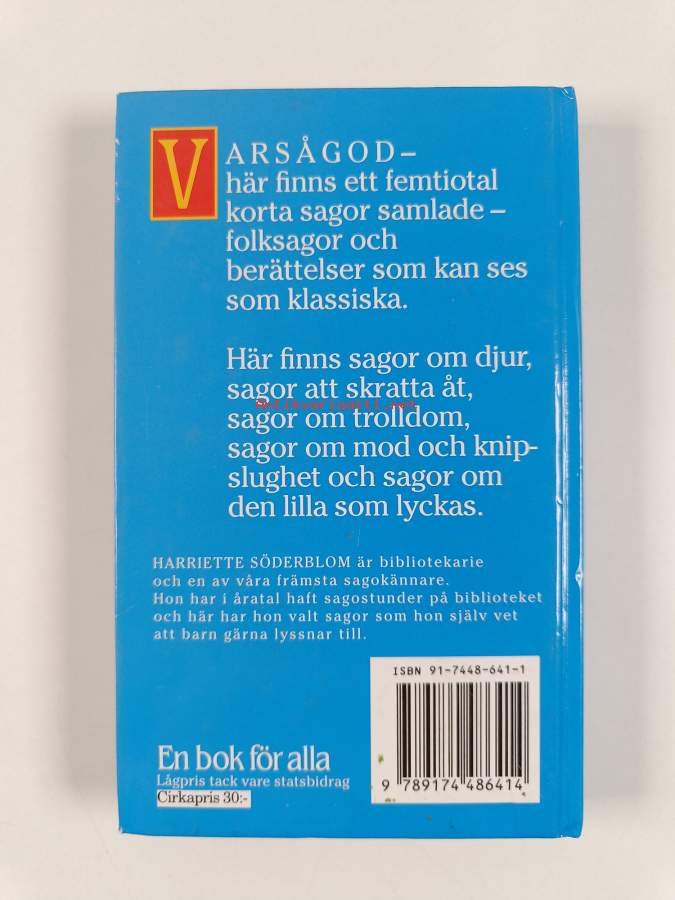 VARSÅGOD –
här finns ett femtiotal
korta sagor samlade –
folksagor och
berättelser som kan ses
som klassiska.
Här finns sagor om djur,
sagor att skratta åt,
Antikvariaatti.net
sagor om trolldom,
sagor om mod och knip-
slughet och sagor om
den lilla som lyckas.
HARRIETTE SÖDERBLOM är bibliotekarie
och en av våra främsta sagokännare.
Hon har i åratal haft sagostunder på biblioteket
och här har hon valt sagor som hon själv vet
att barn gärna lyssnar till.
ISBN 91-7448-641-1
9 789174 486414
En bok för alla
Lågpris tack vare statsbidrag
Cirkapris 30:-